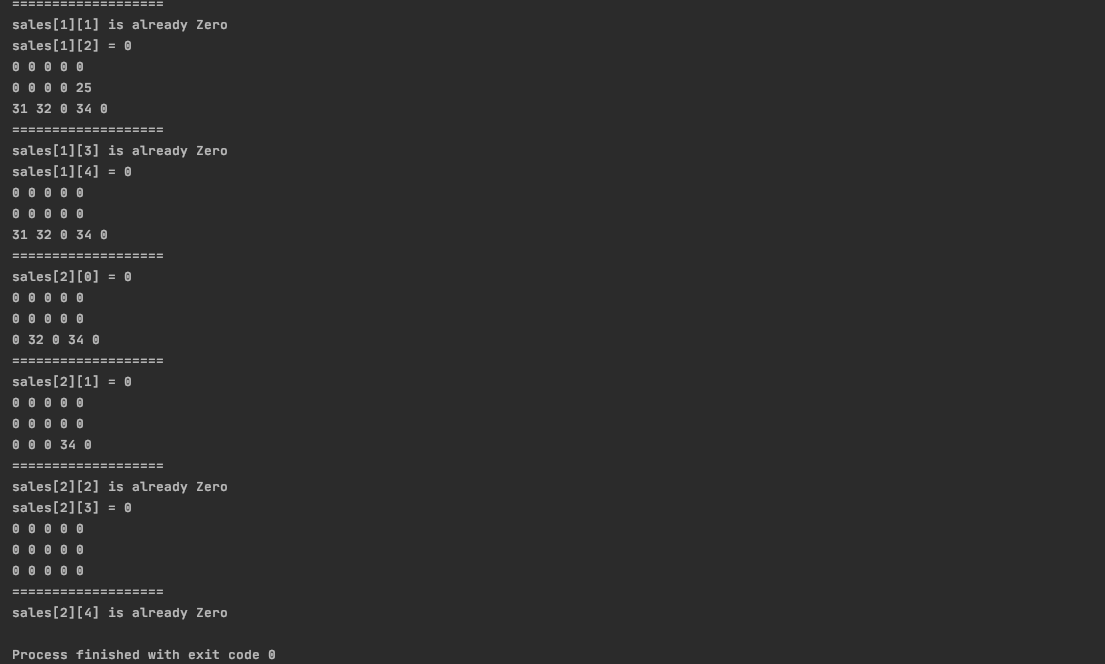 ===================
sales[1][1] is already Zero
sales[1][2] = 0
0 0 0 0 0
0 0 0 0 25
31 32 0 34 0
===================
sales[1][3] is already Zero
sales[1][4] = 0
0 0 0 0 0
0 0 0 0 0
31 32 0 34 0
===================
sales[2][0] = 0
0 0 0 0 0
0 0 0 0 0
0 32 0 34 0
===================
sales[2][1] = 0
0 0 0 0 0
0 0 0 0 0
0 0 0 34 0
===================
sales[2][2] is already Zero
sales[2][3] = 0
0 0 0 0 0
0 0 0 0 0
0 0 0 0 0
===================
sales[2][4] is already Zero
Process finished with exit code 0